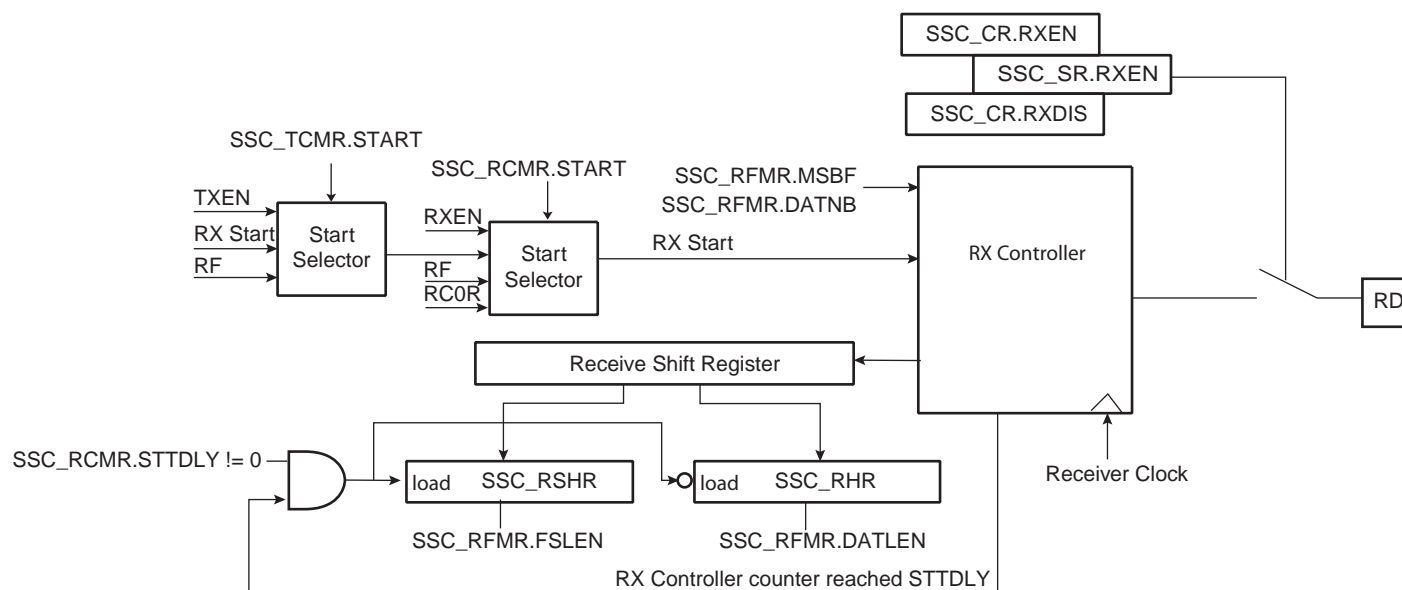 SSC_CR.RXEN
SSC_SR.RXEN
SSC_CR.RXDIS
SSC_TCMR.START
SSC_RCMR.START
SSC_RFMR.MSBF
SSC_RFMR.DATNB
TXEN
RX Start
RF
Start
Selector
RXEN
RF
RC0R
Start
Selector
RX Start
RX Controller
RD
Receive Shift Register
SSC_RCMR.STTDLY != 0
load SSC_RSHR
load SSC_RHR
Receiver Clock
SSC_RFMR.FSLEN
SSC_RFMR.DATLEN
RX Controller counter reached STTDLY